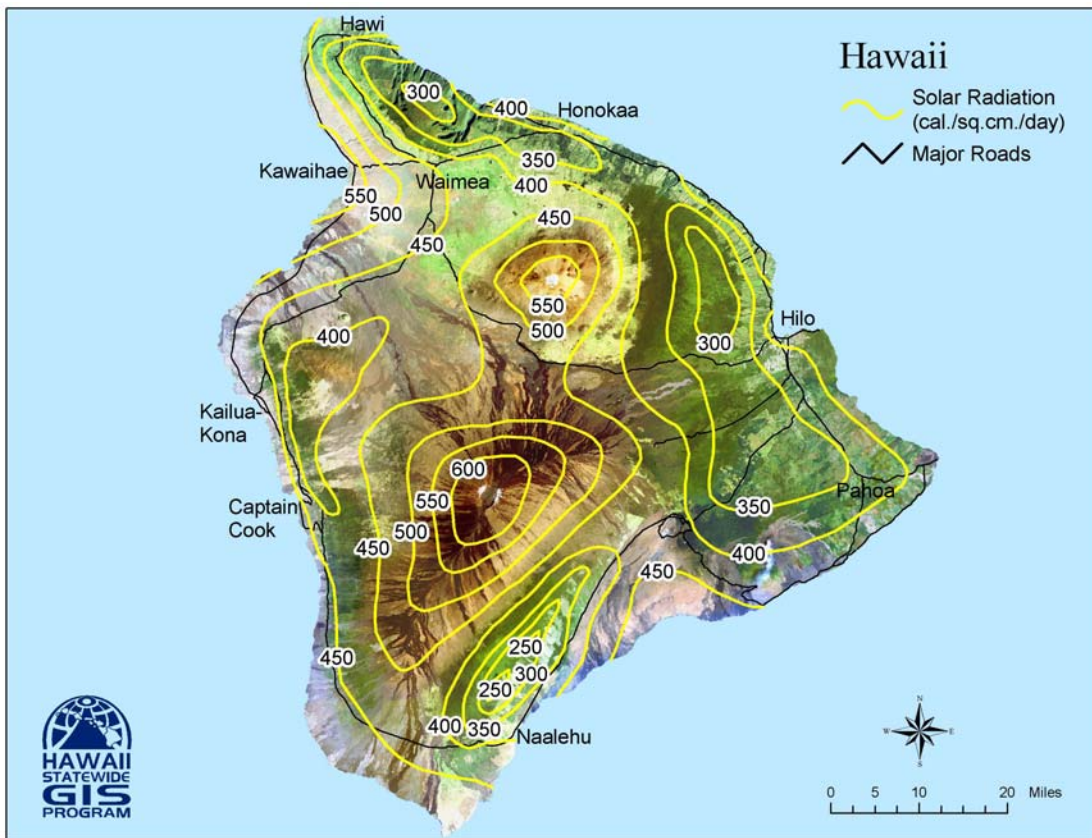 Hawaii
Solar Radiation
(cal./sq.cm./day)
Major Roads
Hawi
300
400
Honokaa
350
Kawaihae
Waimea
400
550
500
450
450
550
500
Hilo
300
400
Kailua-
Kona
600
550
Captain
Cook
500
450
350
Pahoa
400
450
250
450
300
250
400
350
Naalehu
HAWAII
STATEWIDE
GIS
PROGRAM
N
W
E
S
0 5 10 20 Miles